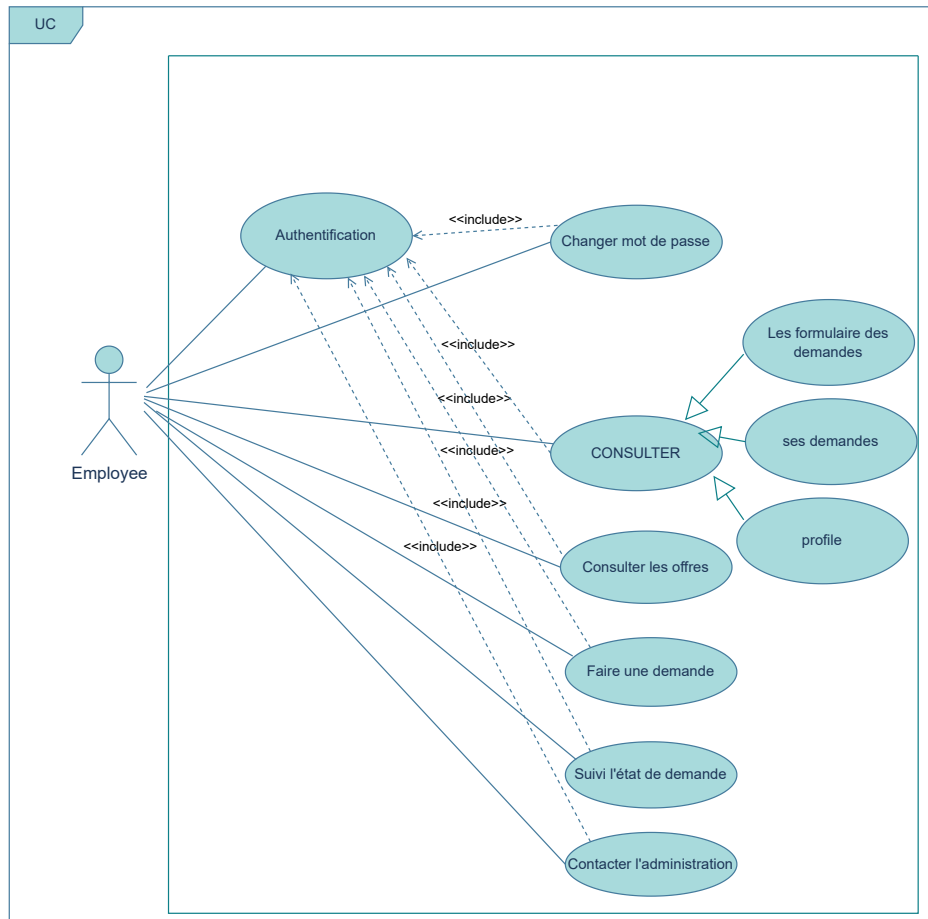 UC
<<include>>
Authentification
Changer mot de passe
Les formulaire des
demandes
<<include>>
<<include>>
ses demandes
<<include>>
CONSULTER
Employee
<<include>>
<<include>>
profile
Consulter les offres
Faire une demande
Suivi l'état de demande
Contacter l'administration